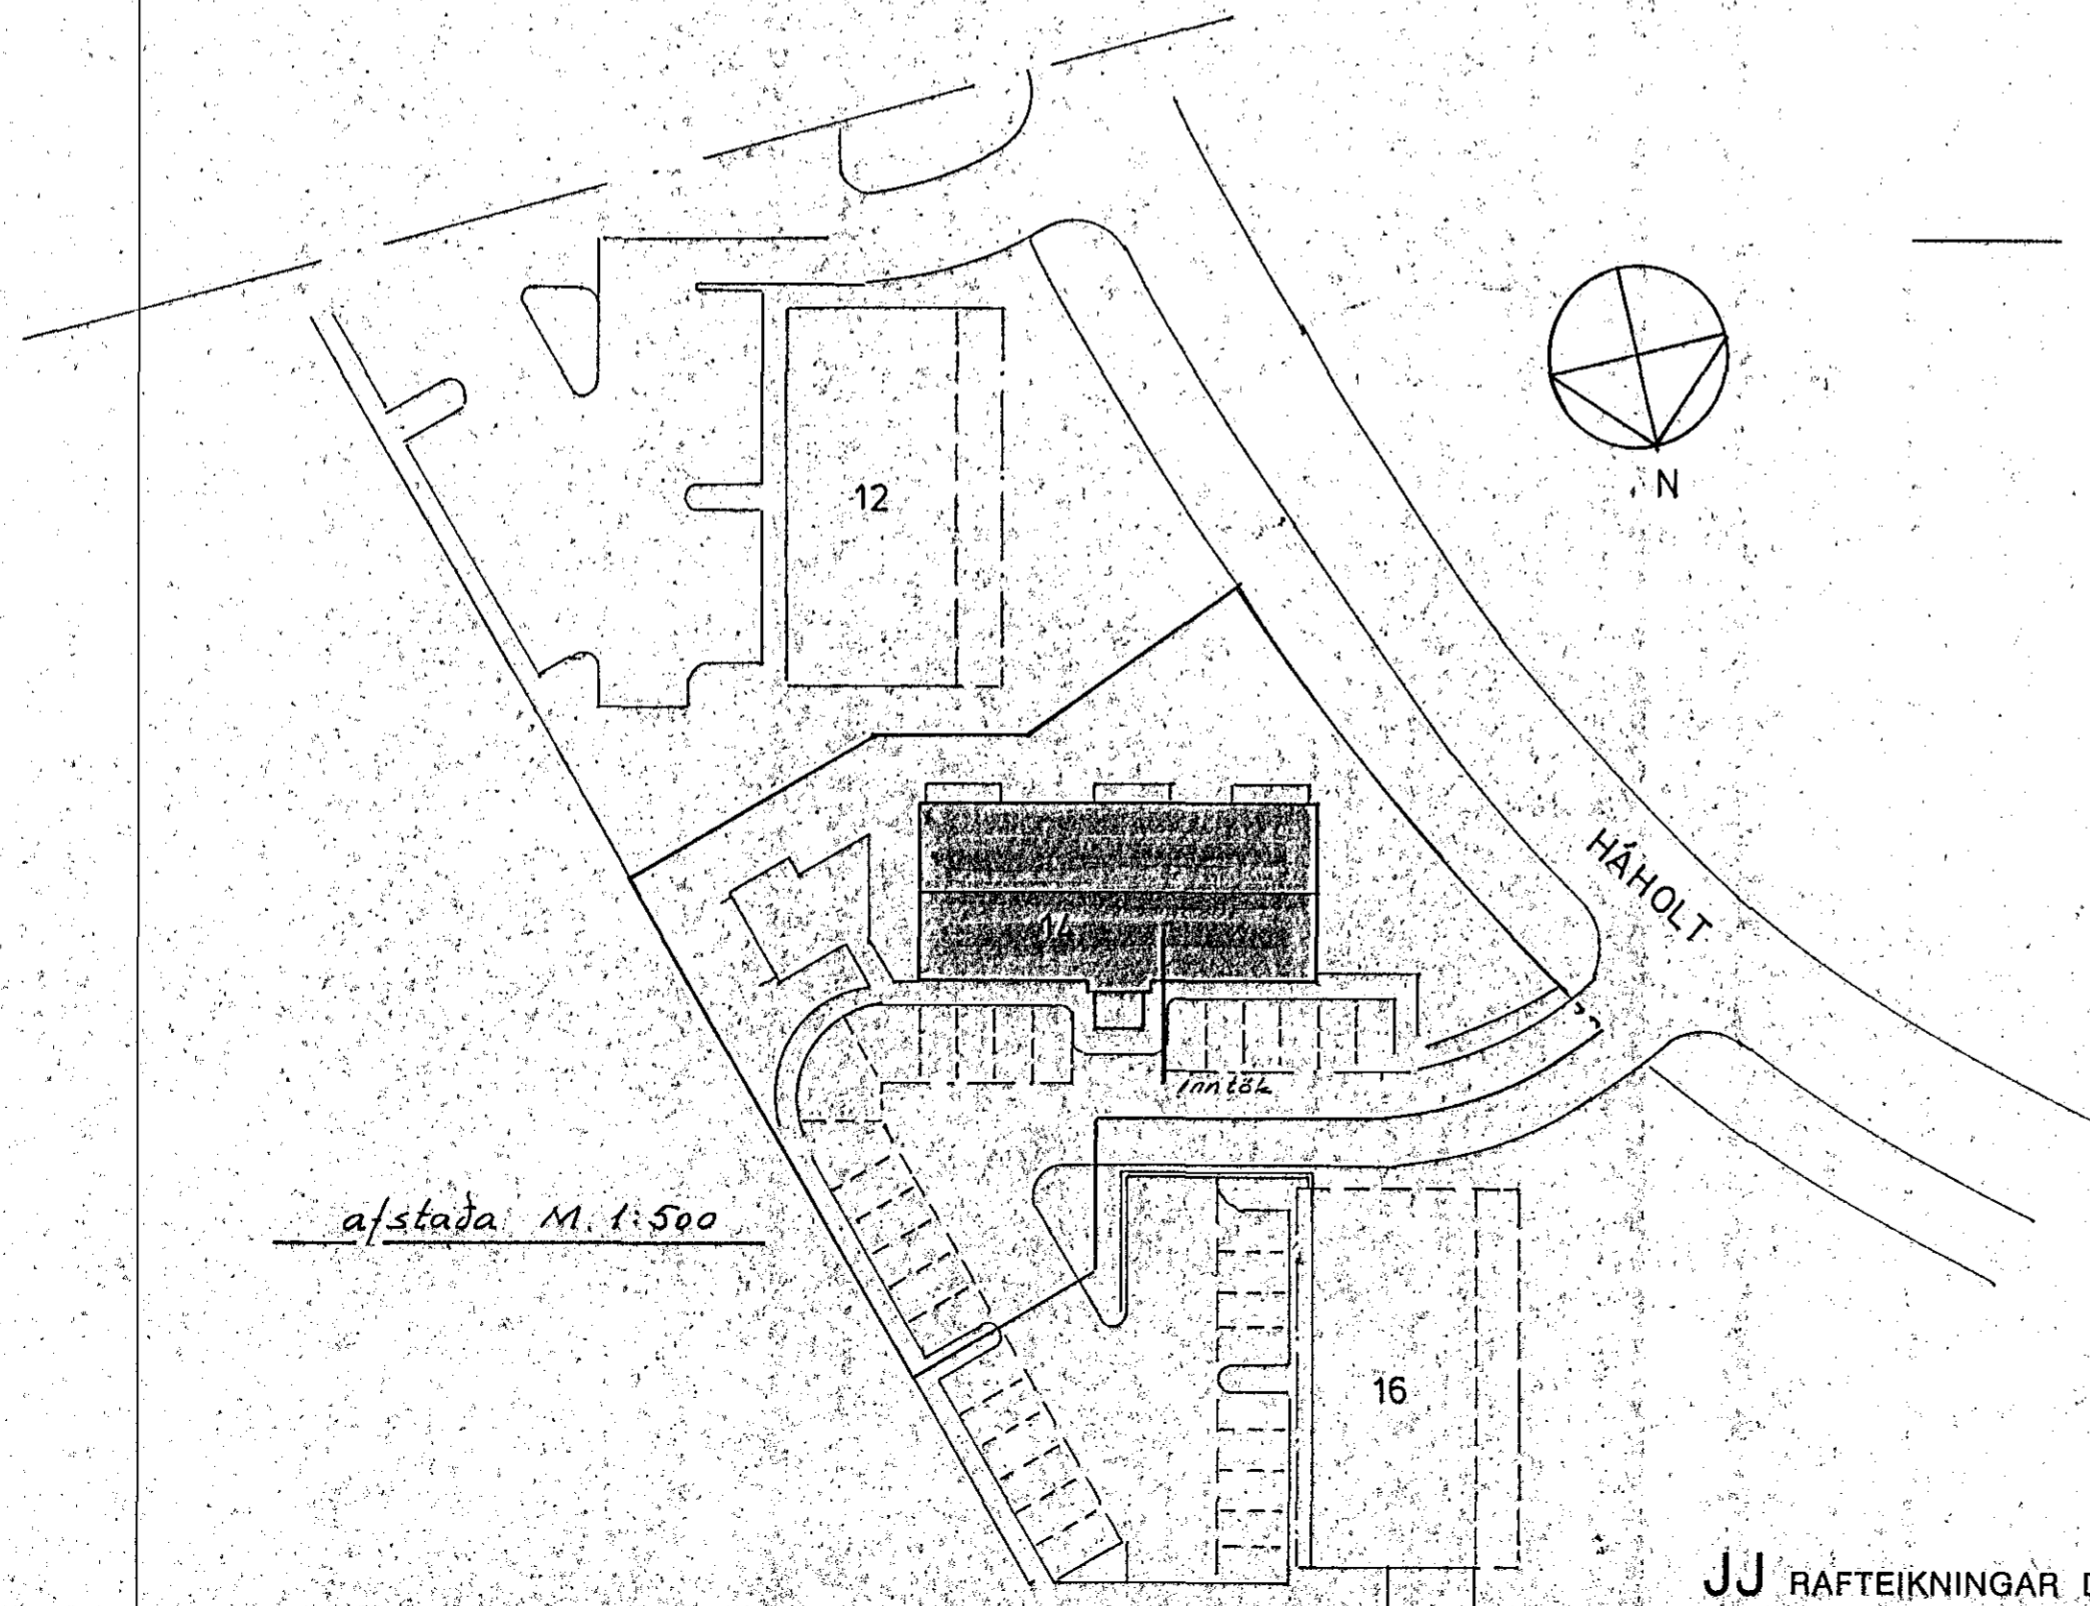 N
12
HÁHOLT
14
inntök
afstaða M. 1:500
16
JJ RAFTEIKNINGAR